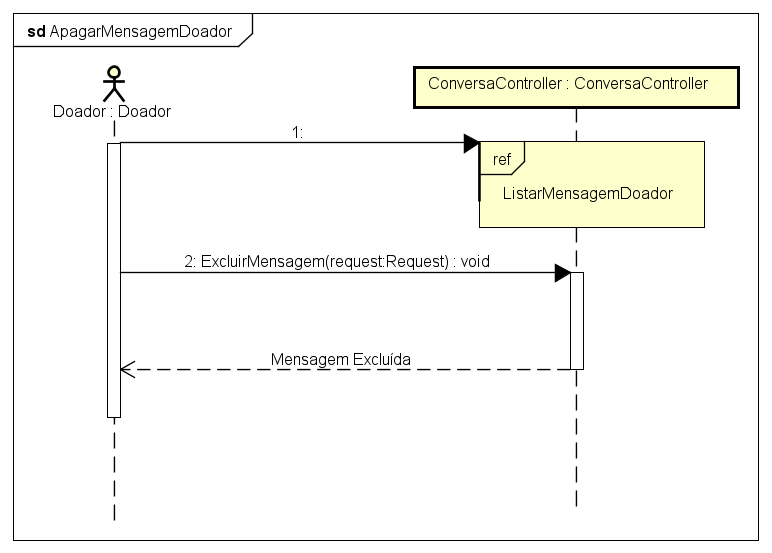 sd ApagarMensagemDoador
Doador : Doador
ConversaController : ConversaController
1:
ref
ListarMensagemDoador
2: ExcluirMensagem(request:Request) : void
Mensagem Excluída